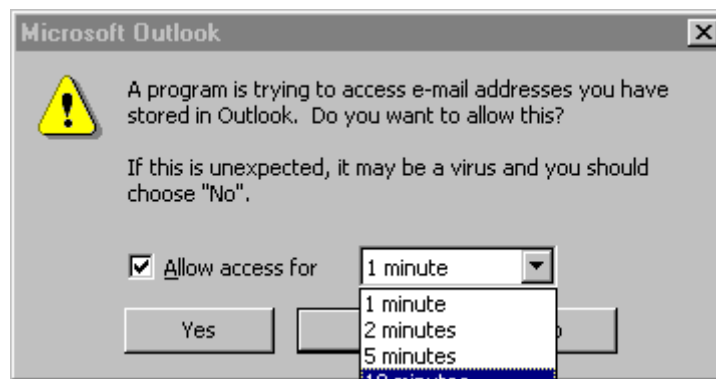 Microsoft Outlook
A program is trying to access e-mail addresses you have
stored in Outlook.  Do you want to allow this?
If this is unexpected, it may be a virus and you should
choose "No".
Allow access for 1 minute
1 minute
Yes
2 minutes
5 minutes